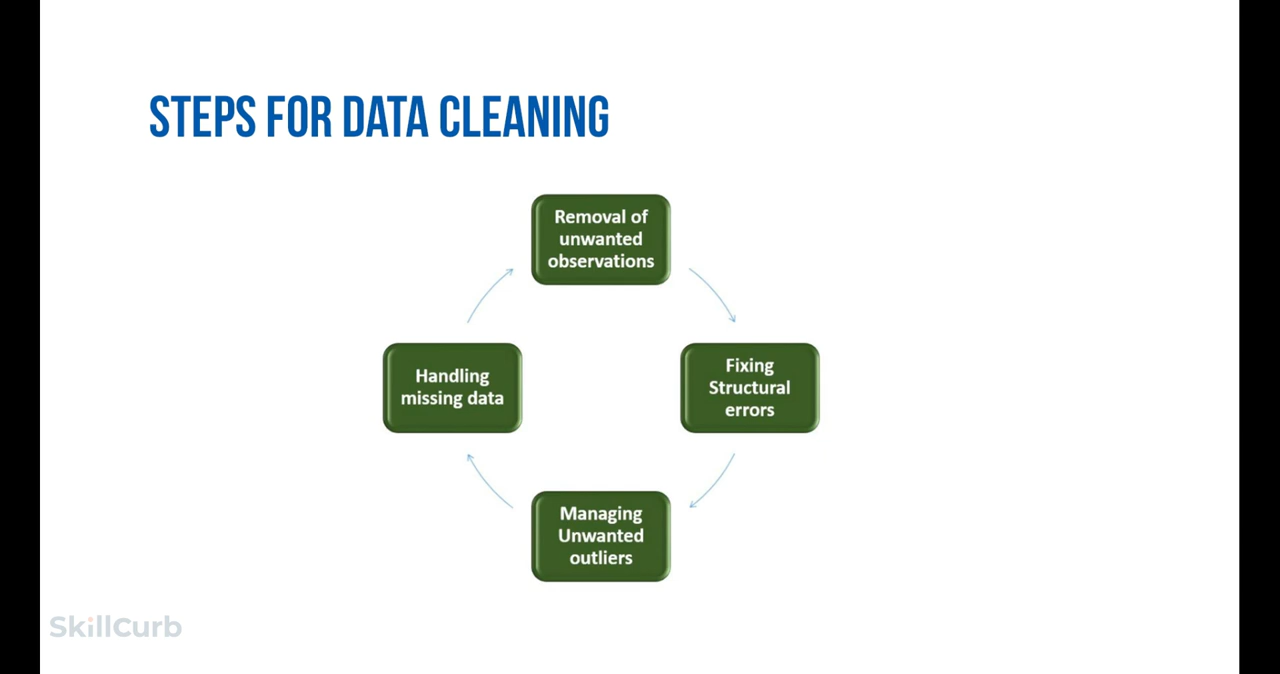 STEPS FOR DATA CLEANING
Removal of
unwanted
observations
Fixing
Structural
errors
Managing
Unwanted
outliers
Handling
missing data
SkillCurb